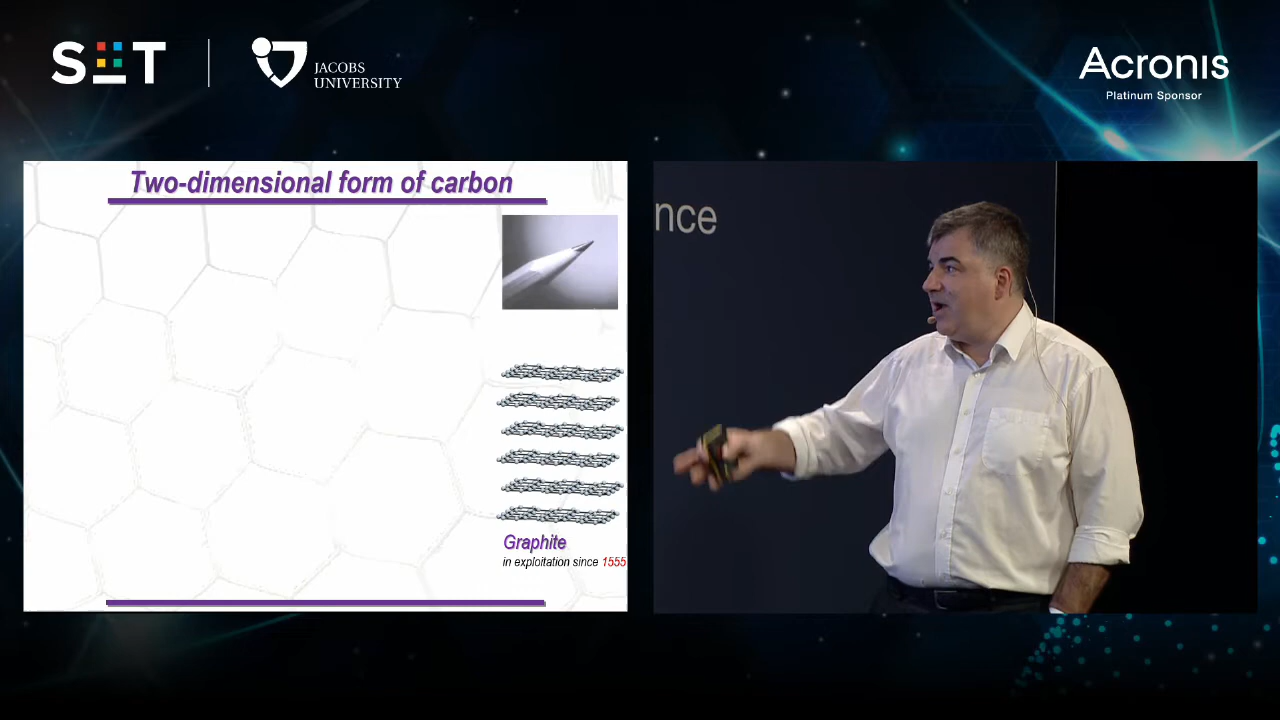 SET
JACOBS
UNIVERSITY
Acronis
Platinum Sponsor
Two-dimensional form of carbon
nce
Graphite
in exploitation since 1555